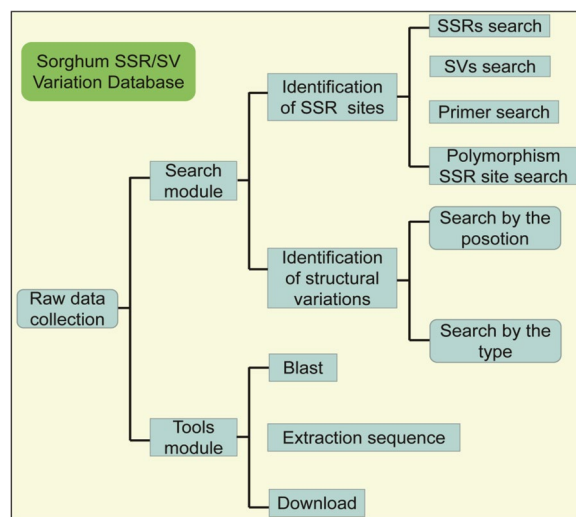 Sorghum SSR/SV
Variation Database
Raw data
collection
Search
module
Identification
of SSR sites
SSRs search
SVs search
Primer search
Polymorphism
SSR site search
Identification
of structural
variations
Search by the
posotion
Search by the
type
Tools
module
Blast
Extraction sequence
Download